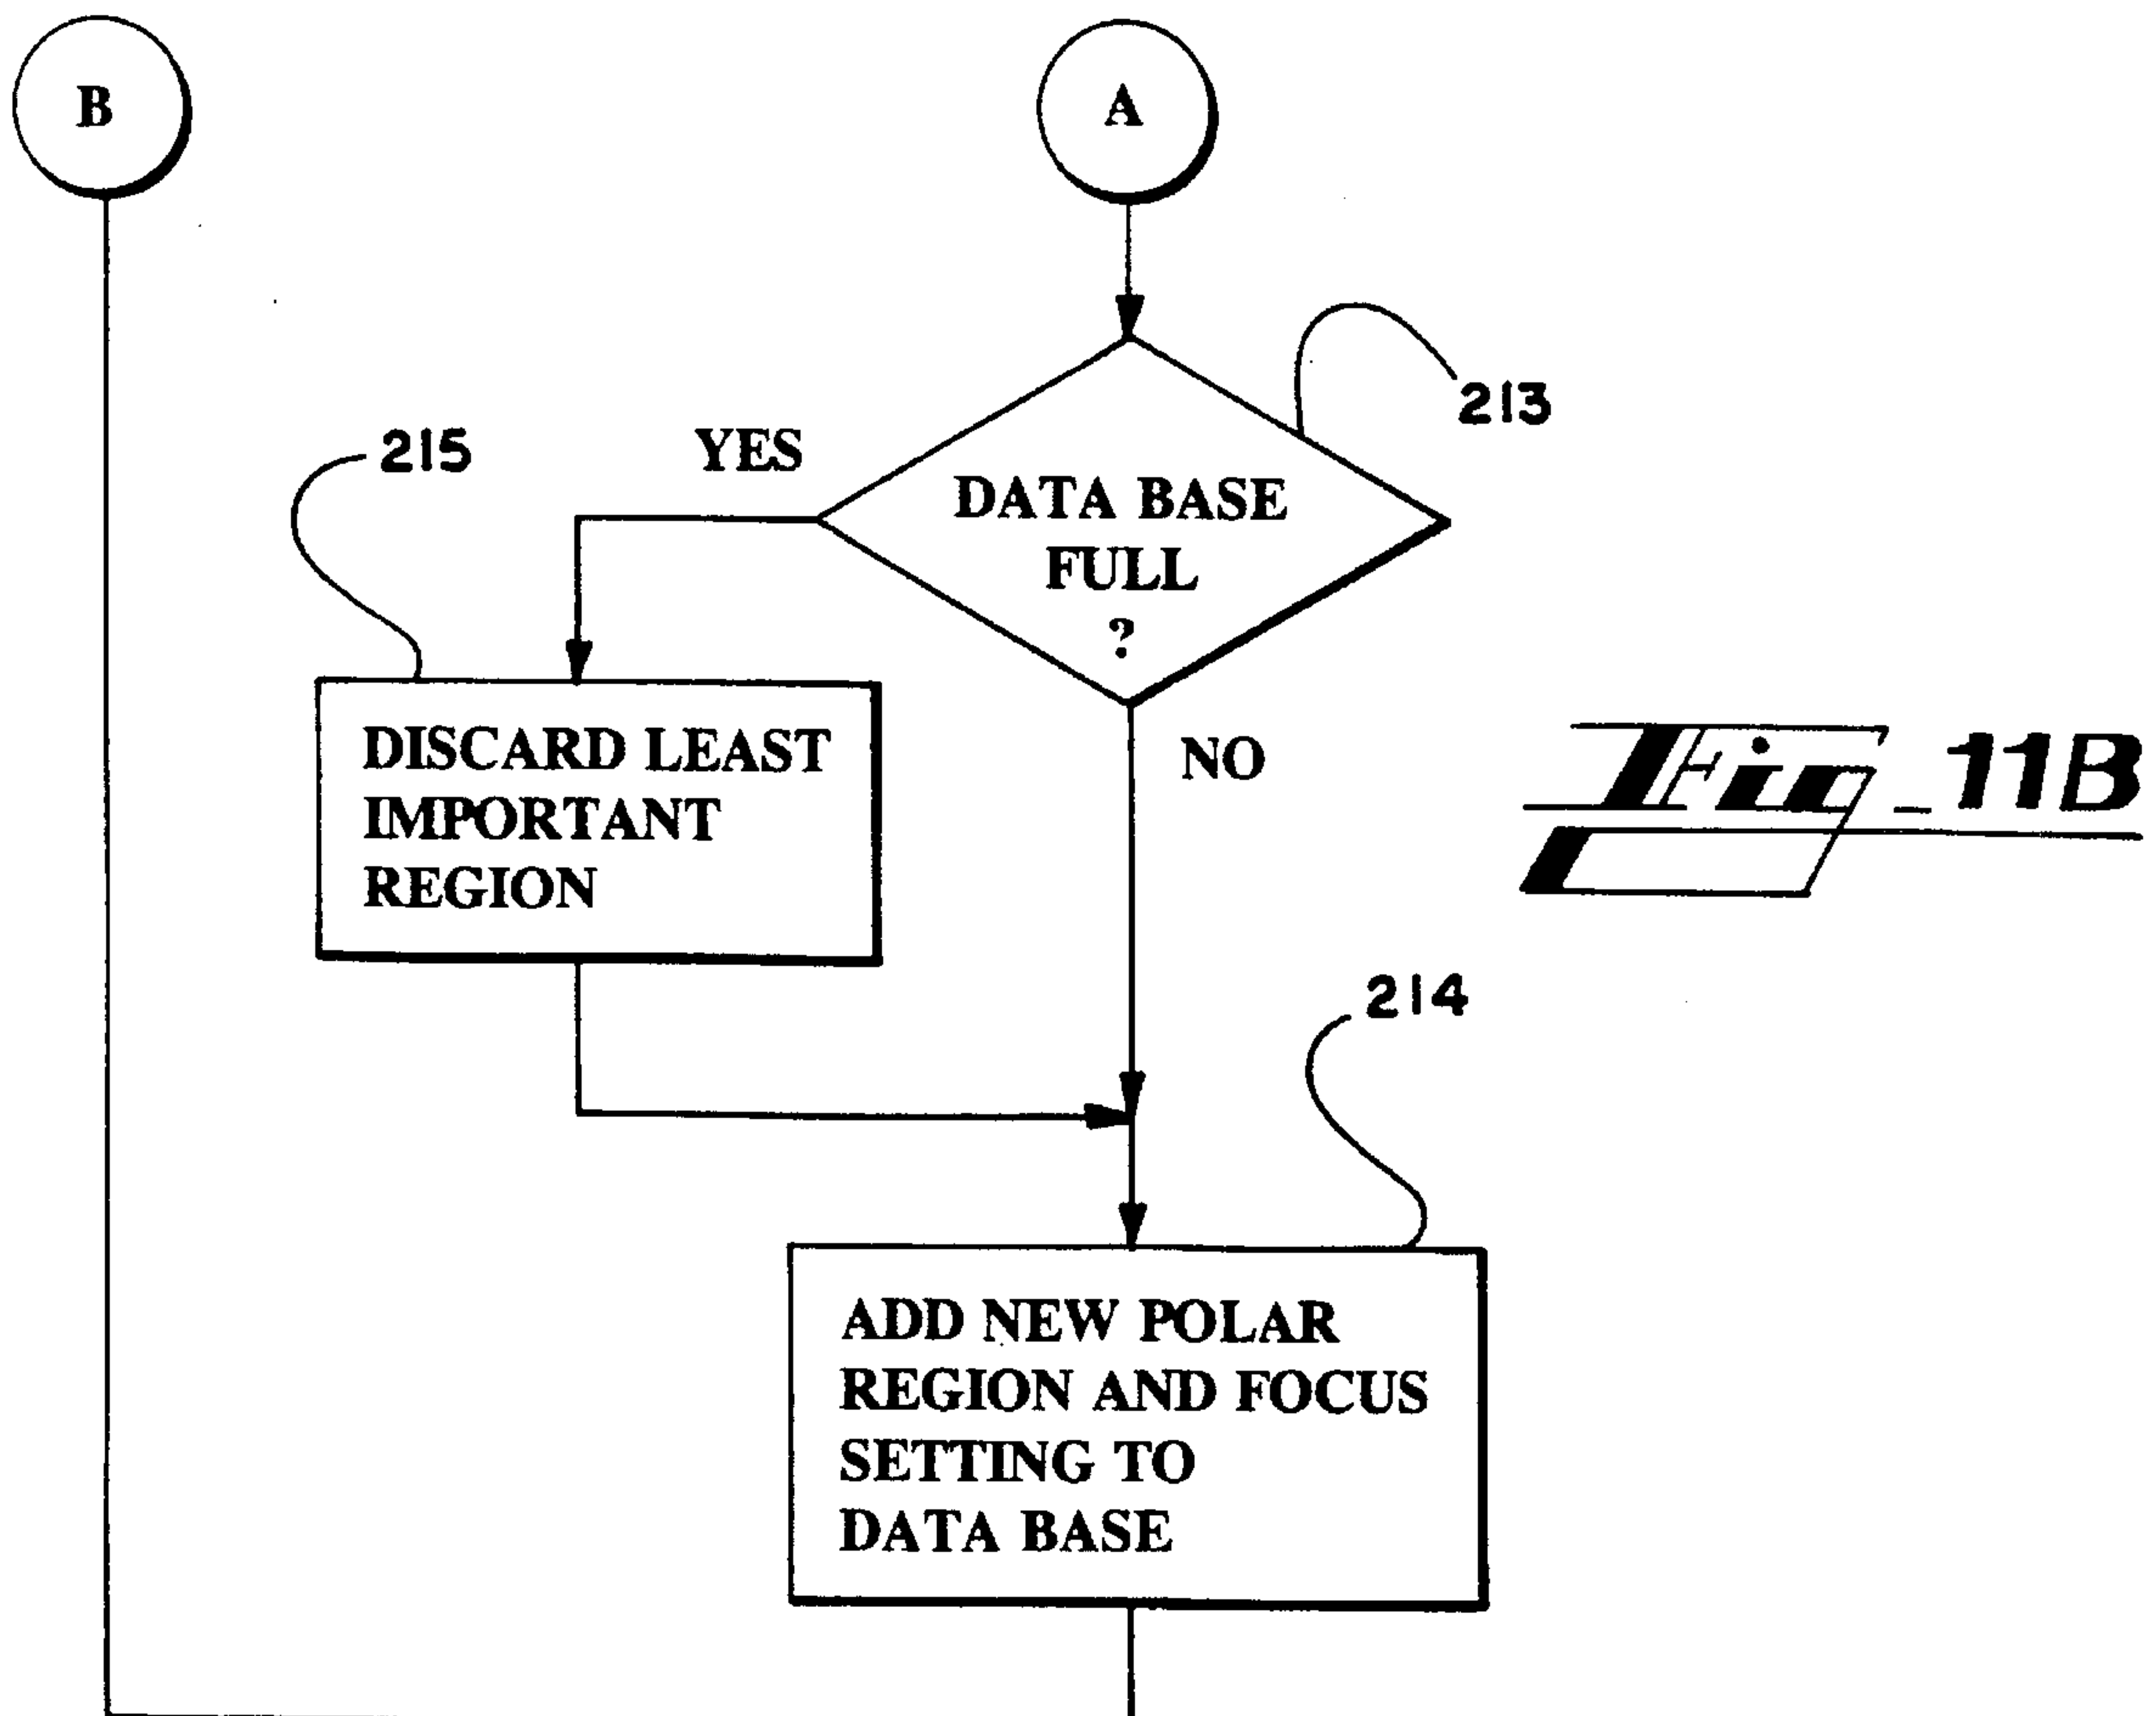 B
A
213
215
YES
DATA BASE
FULL
?
DISCARD LEAST
IMPORTANT
REGION
NO
Fig_11B
214
ADD NEW POLAR
REGION AND FOCUS
SETTING TO
DATA BASE